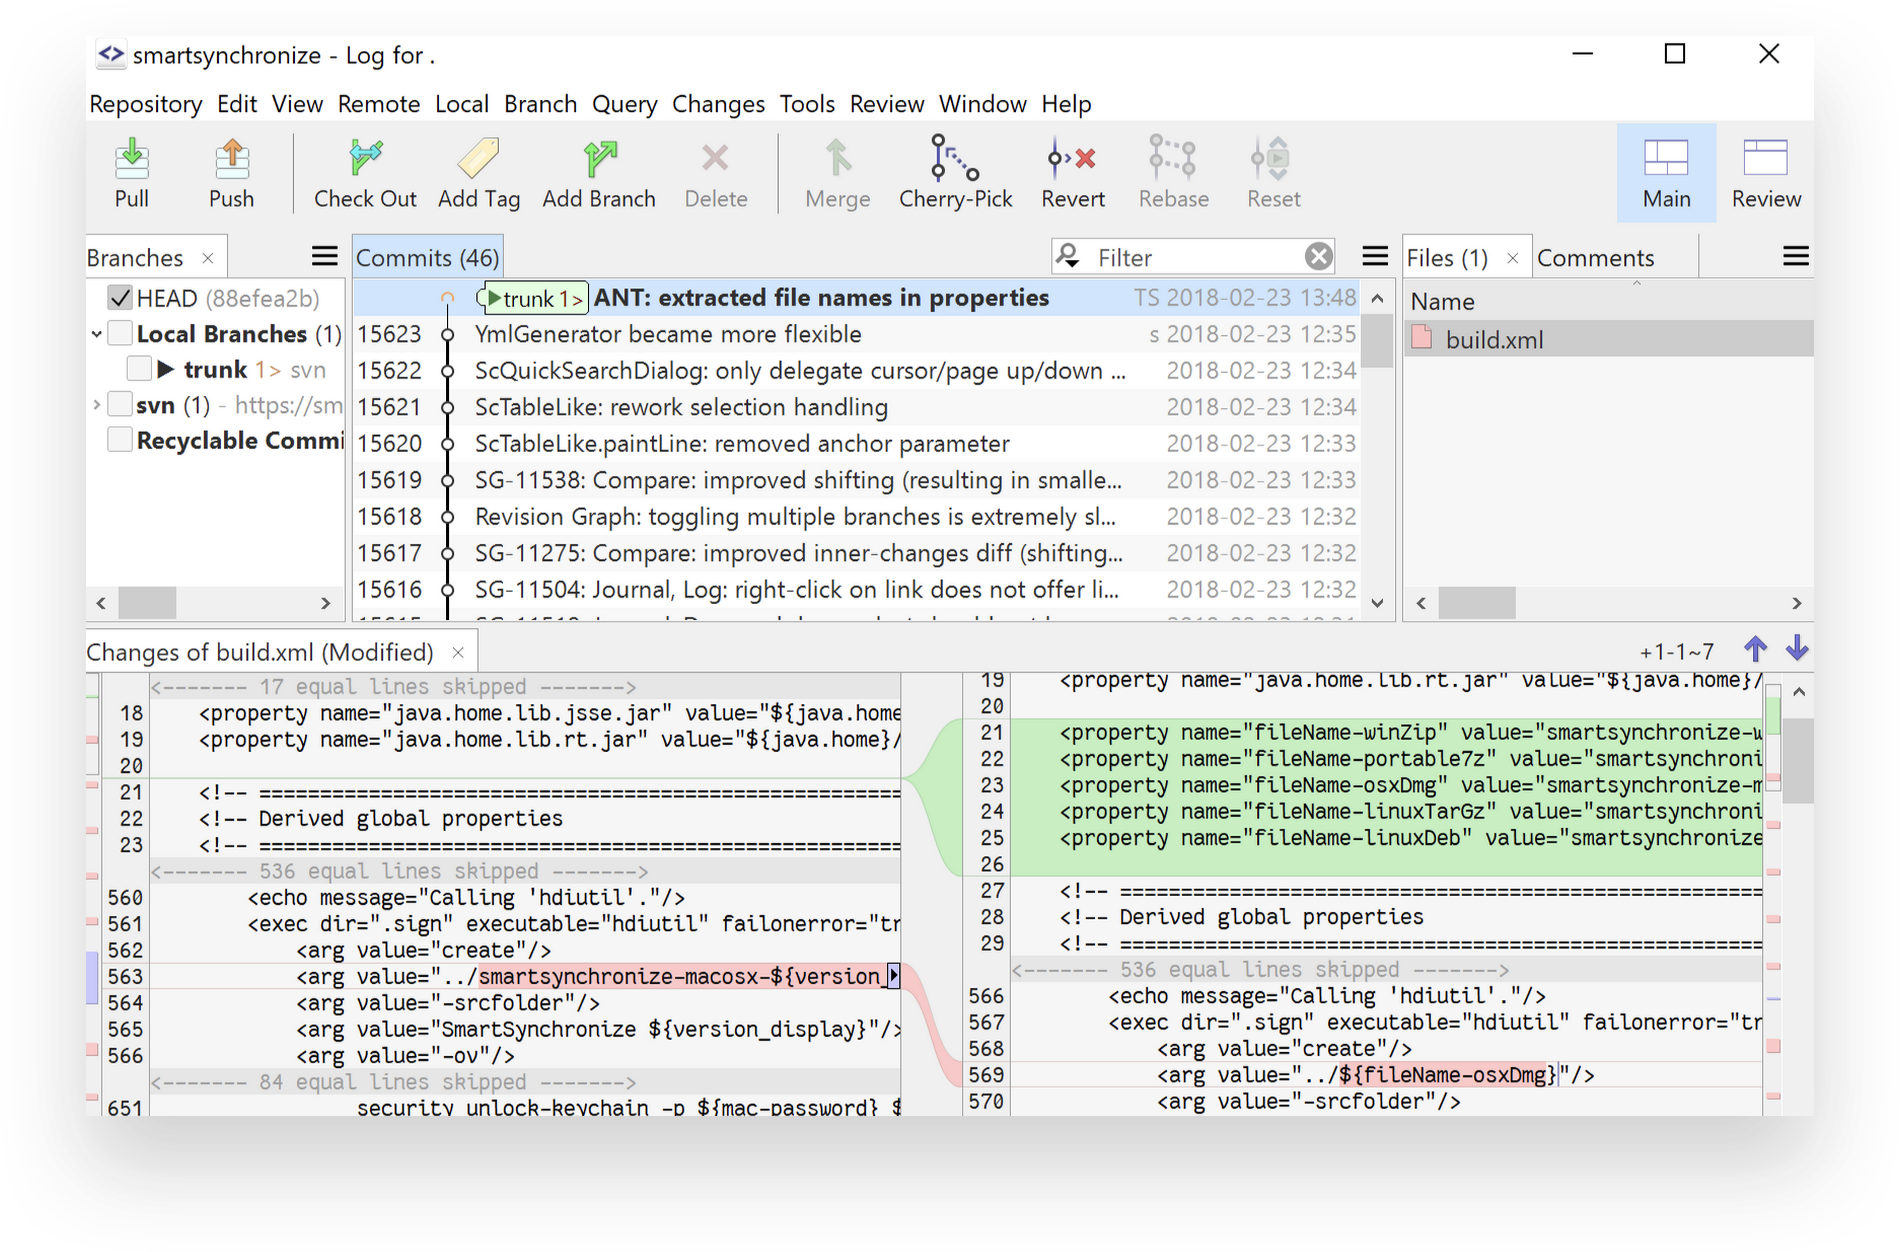 smartsynchronize - Log for .
Repository Edit View Remote Local Branch Query Changes Tools Review Window Help
Pull Push Check Out Add Tag Add Branch Delete Merge Cherry-Pick Revert Rebase Reset Main Review
Branches
HEAD (88efea2b)
Local Branches (1)
trunk 1> svn
svn (1) - https://sm
Recyclable Commi
Commits (46) Filter
trunk 1> ANT: extracted file names in properties TS 2018-02-23 13:48
15623 YmlGenerator became more flexible s 2018-02-23 12:35
15622 ScQuickSearchDialog: only delegate cursor/page up/down ... 2018-02-23 12:34
15621 ScTableLike: rework selection handling 2018-02-23 12:34
15620 ScTableLike.paintLine: removed anchor parameter 2018-02-23 12:33
15619 SG-11538: Compare: improved shifting (resulting in smalle... 2018-02-23 12:33
15618 Revision Graph: toggling multiple branches is extremely sl... 2018-02-23 12:32
15617 SG-11275: Compare: improved inner-changes diff (shifting... 2018-02-23 12:32
15616 SG-11504: Journal, Log: right-click on link does not offer li... 2018-02-23 12:32
Files (1) Comments
Name
build.xml
Changes of build.xml (Modified) +1-1~7
<------- 17 equal lines skipped ------->
18 <property name="java.home.lib.jsse.jar" value="${java.home
19 <property name="java.home.lib.rt.jar" value="${java.home}/
20
21 <!-- =====================================================
22 <!-- Derived global properties
23 <!-- =====================================================
<------- 536 equal lines skipped ------->
560 <echo message="Calling 'hdiutil'."/>
561 <exec dir=".sign" executable="hdiutil" failonerror="tr
562 <arg value="create"/>
563 <arg value="../smartsynchronize-macosx-${version_
564 <arg value="-srcfolder"/>
565 <arg value="SmartSynchronize ${version_display}"/>
566 <arg value="-ov"/>
<------- 84 equal lines skipped ------->
651 security unlock-keychain -p ${mac-password} $
19 <property name="java.home.lib.rt.jar" value="${java.home}/
20
21 <property name="fileName-winZip" value="smartsynchronize-w
22 <property name="fileName-portable7z" value="smartsynchroni
23 <property name="fileName-osxDmg" value="smartsynchronize-m
24 <property name="fileName-linuxTarGz" value="smartsynchroni
25 <property name="fileName-linuxDeb" value="smartsynchronize
26
27 <!-- =====================================================
28 <!-- Derived global properties
29 <!-- =====================================================
<------- 536 equal lines skipped ------->
566 <echo message="Calling 'hdiutil'."/>
567 <exec dir=".sign" executable="hdiutil" failonerror="tr
568 <arg value="create"/>
569 <arg value="../${fileName-osxDmg}"/>
570 <arg value="-srcfolder"/>